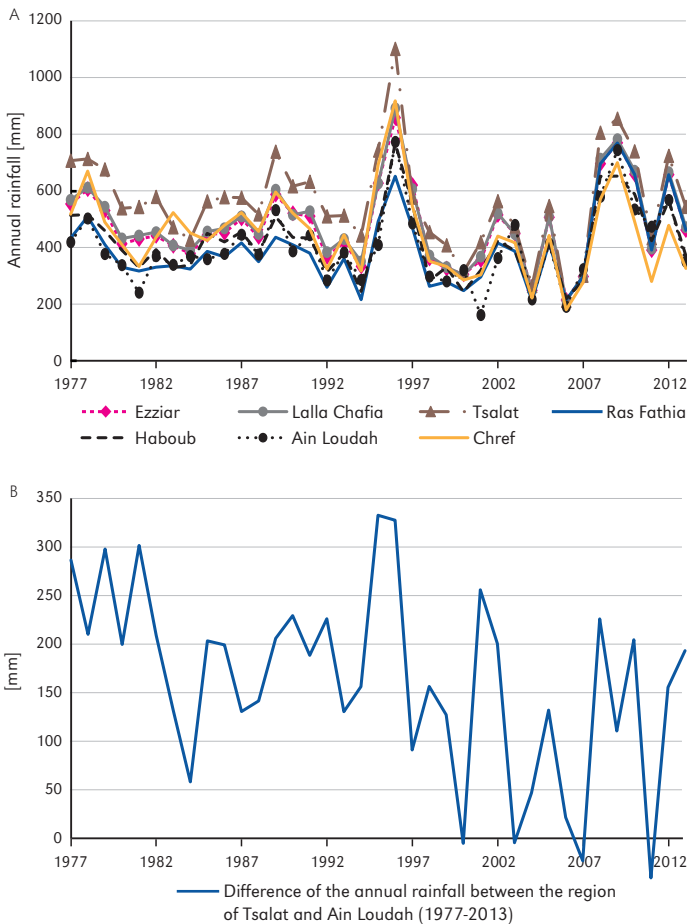 A
1200
1000
800
600
400
200
0
Annual rainfall [mm]
1977 1982 1987 1992 1997 2002 2007 2012
Ezziar Lalla Chafia Tsalat Ras Fathia
Haboub Ain Loudah Chref
B
350
300
250
200
150
100
50
0
[mm]
1977 1982 1987 1992 1997 2002 2007 2012
Difference of the annual rainfall between the region
of Tsalat and Ain Loudah (1977-2013)